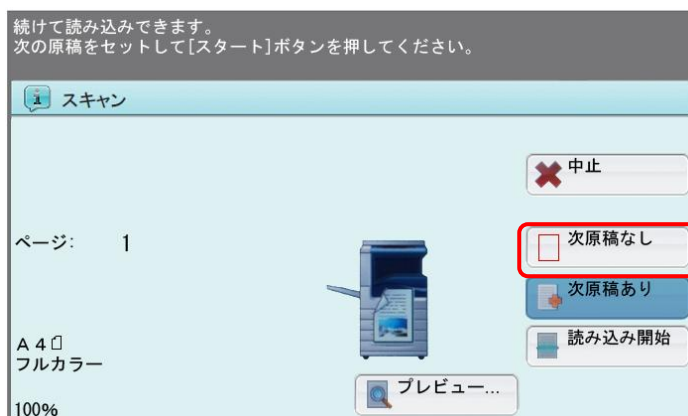 続けて読み込みできます。
次の原稿をセットして[スタート]ボタンを押してください。
スキャン
中止
ページ: 1
次原稿なし
次原稿あり
読み込み開始
A4
フルカラー
プレビュー...
100%